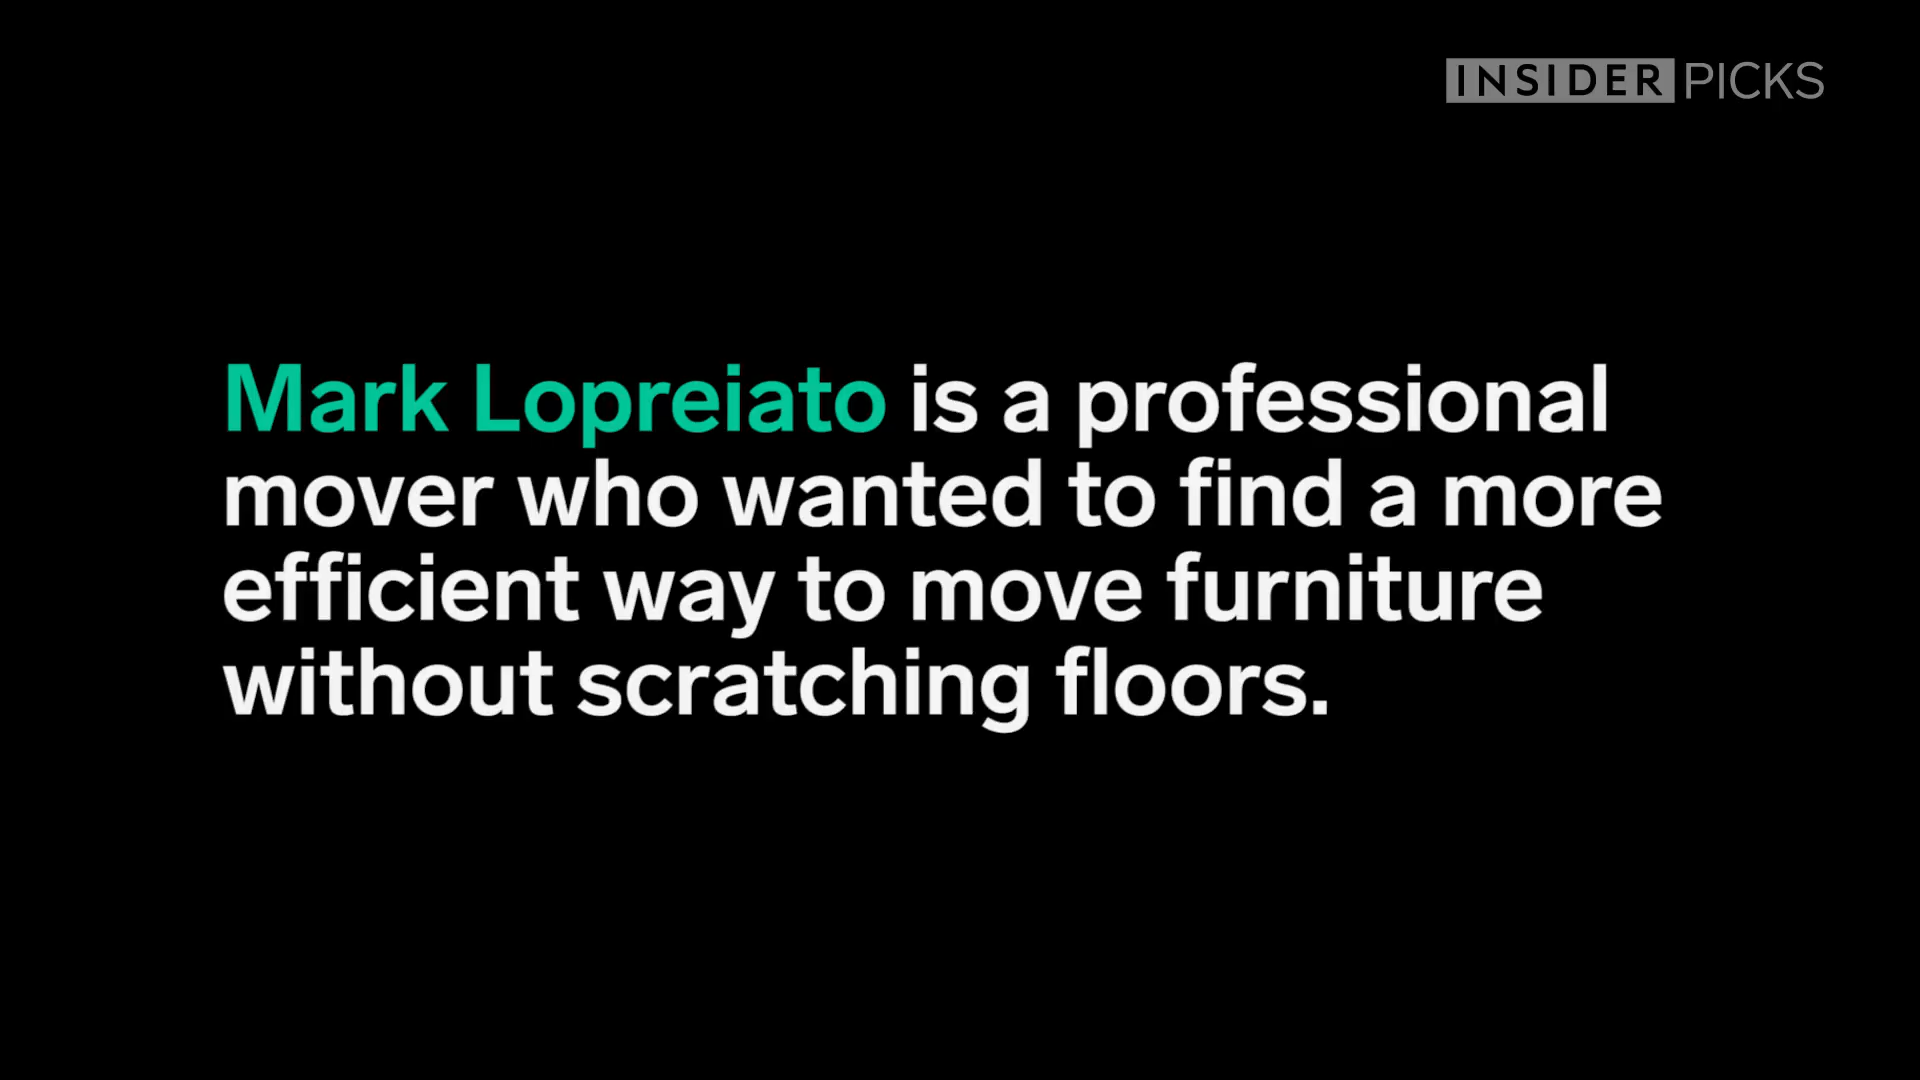 INSIDER PICKS
Mark Lopreiato is a professional
mover who wanted to find a more
efficient way to move furniture
without scratching floors.